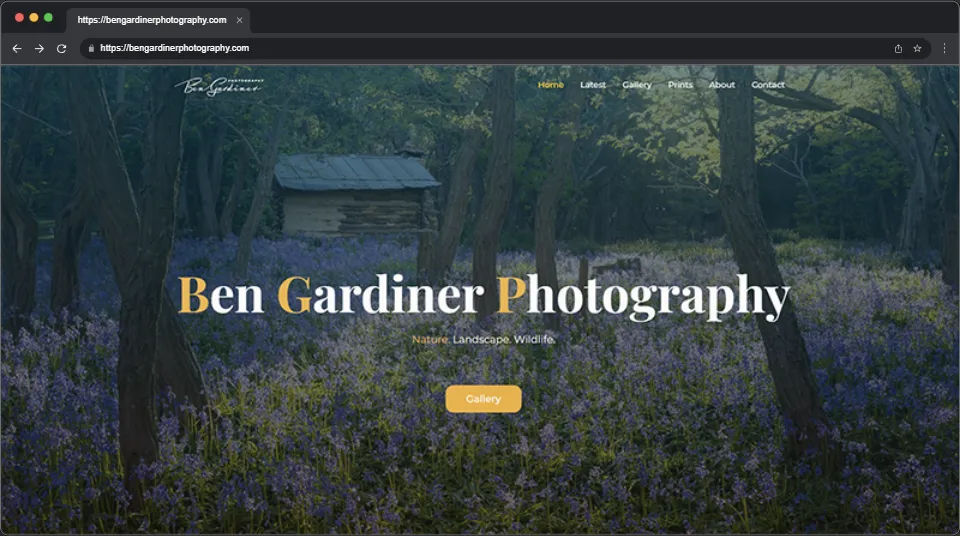 https://bengardinerphotography.com
https://bengardinerphotography.com
PHOTOGRAPHY
Ben Gardiner
Home Latest Gallery Prints About Contact
Ben Gardiner Photography
Nature. Landscape. Wildlife.
Gallery